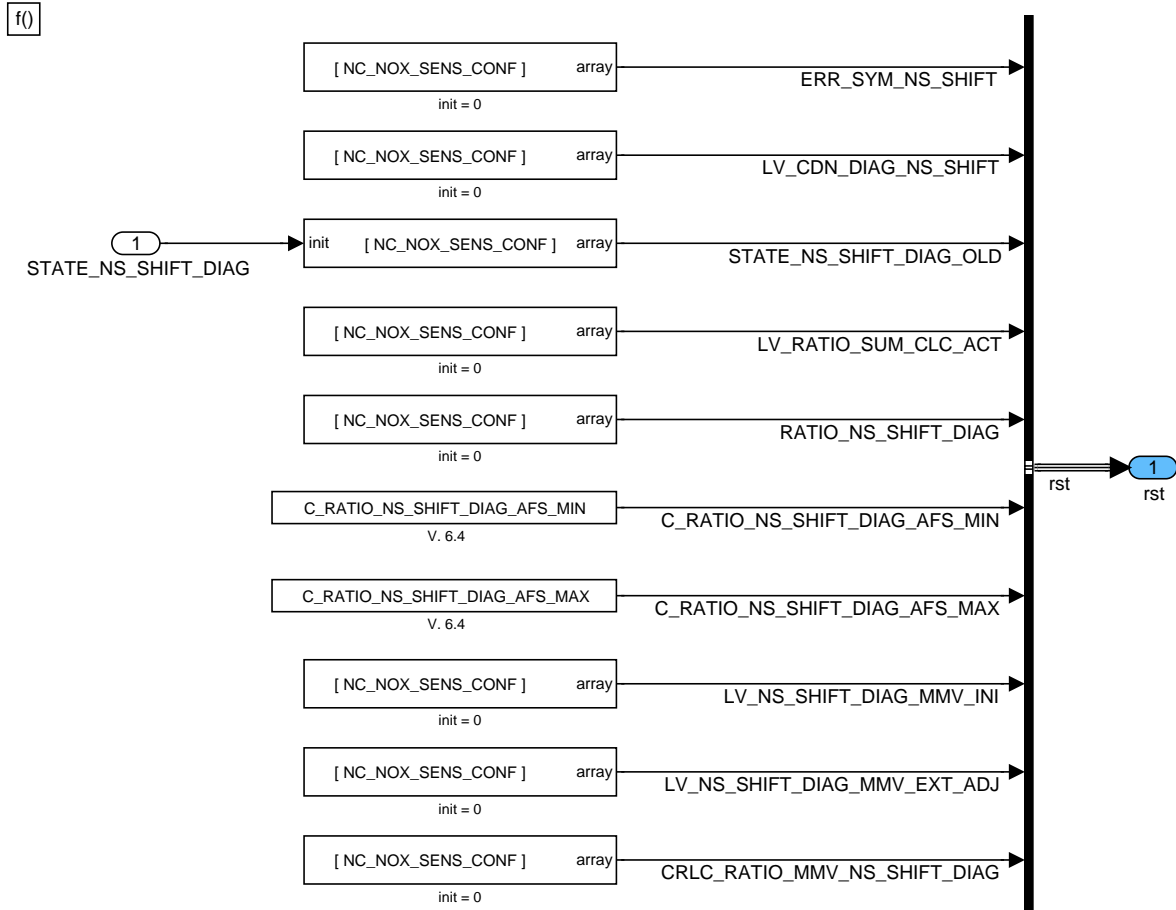 f()
[ NC_NOX_SENS_CONF ] array
ERR_SYM_NS_SHIFT
init = 0
[ NC_NOX_SENS_CONF ] array
LV_CDN_DIAG_NS_SHIFT
init = 0
1
init [ NC_NOX_SENS_CONF ] array
STATE_NS_SHIFT_DIAG
STATE_NS_SHIFT_DIAG_OLD
[ NC_NOX_SENS_CONF ] array
LV_RATIO_SUM_CLC_ACT
init = 0
[ NC_NOX_SENS_CONF ] array
RATIO_NS_SHIFT_DIAG
init = 0
1
rst
rst
C_RATIO_NS_SHIFT_DIAG_AFS_MIN
C_RATIO_NS_SHIFT_DIAG_AFS_MIN
V. 6.4
C_RATIO_NS_SHIFT_DIAG_AFS_MAX
C_RATIO_NS_SHIFT_DIAG_AFS_MAX
V. 6.4
[ NC_NOX_SENS_CONF ] array
LV_NS_SHIFT_DIAG_MMV_INI
init = 0
[ NC_NOX_SENS_CONF ] array
LV_NS_SHIFT_DIAG_MMV_EXT_ADJ
init = 0
[ NC_NOX_SENS_CONF ] array
CRLC_RATIO_MMV_NS_SHIFT_DIAG
init = 0